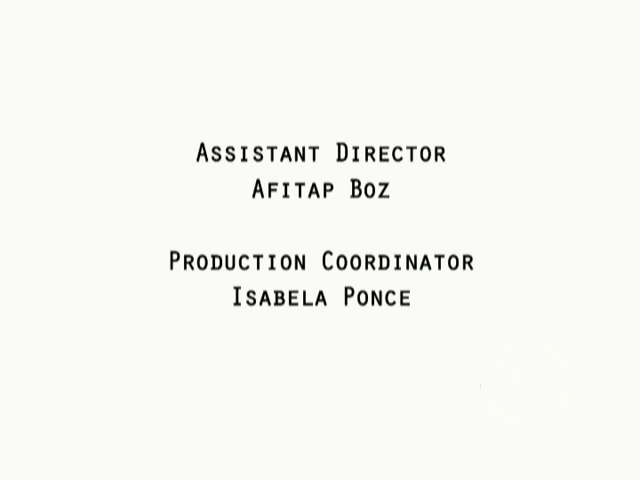 Assistant Director
Afitap Boz
Production Coordinator
Isabela Ponce